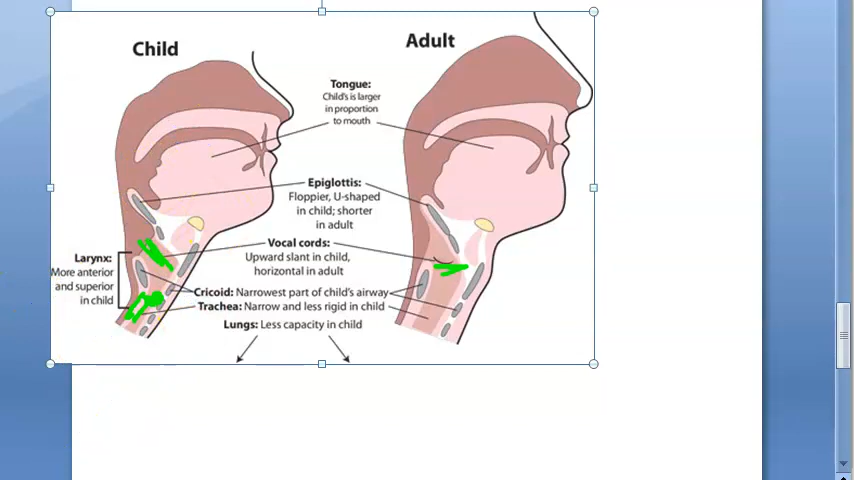 Child
Adult
Tongue:
Child's is larger
in proportion
to mouth
Epiglottis:
Floppier, U-shaped
in child; shorter
in adult
Vocal cords:
Upward slant in child,
horizontal in adult
Larynx:
More anterior
and superior
in child
Cricoid: Narrowest part of child's airway
Trachea: Narrow and less rigid in child
Lungs: Less capacity in child